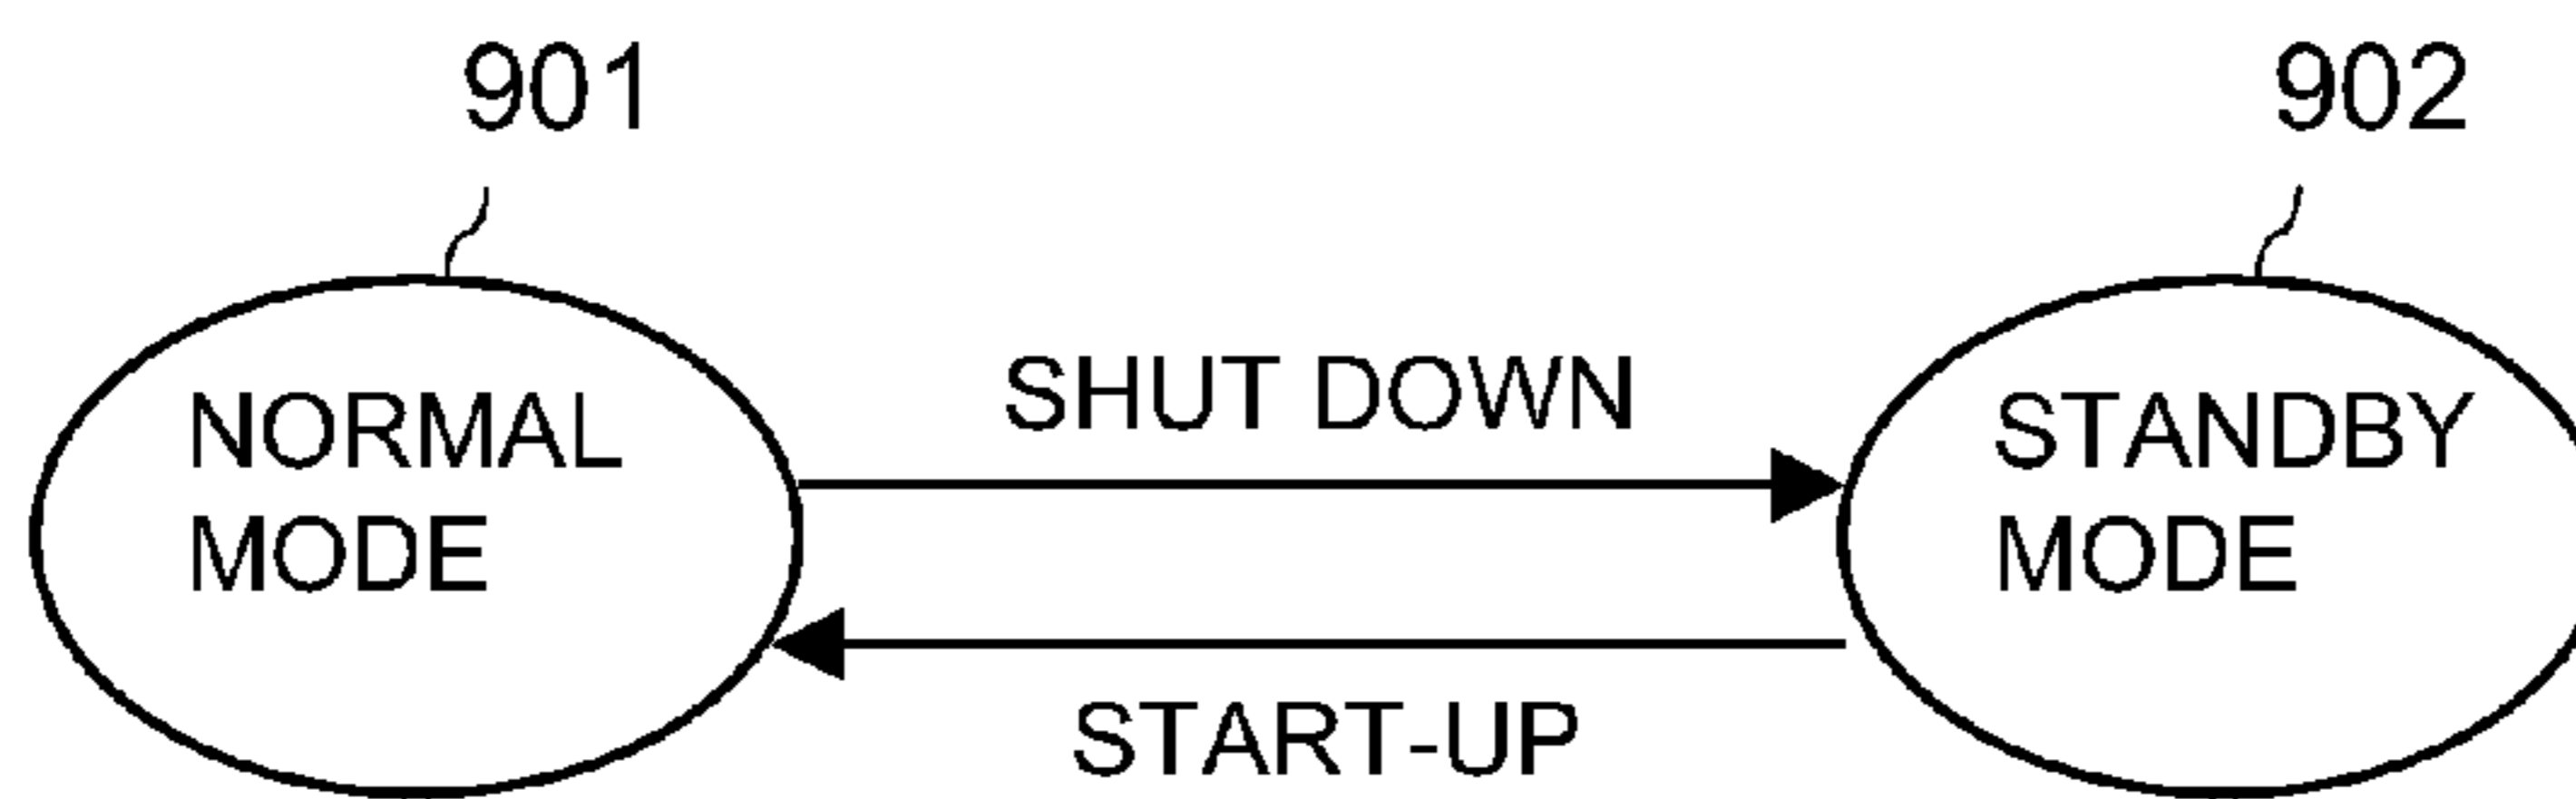 901
902
NORMAL
MODE
SHUT DOWN
START-UP
STANDBY
MODE